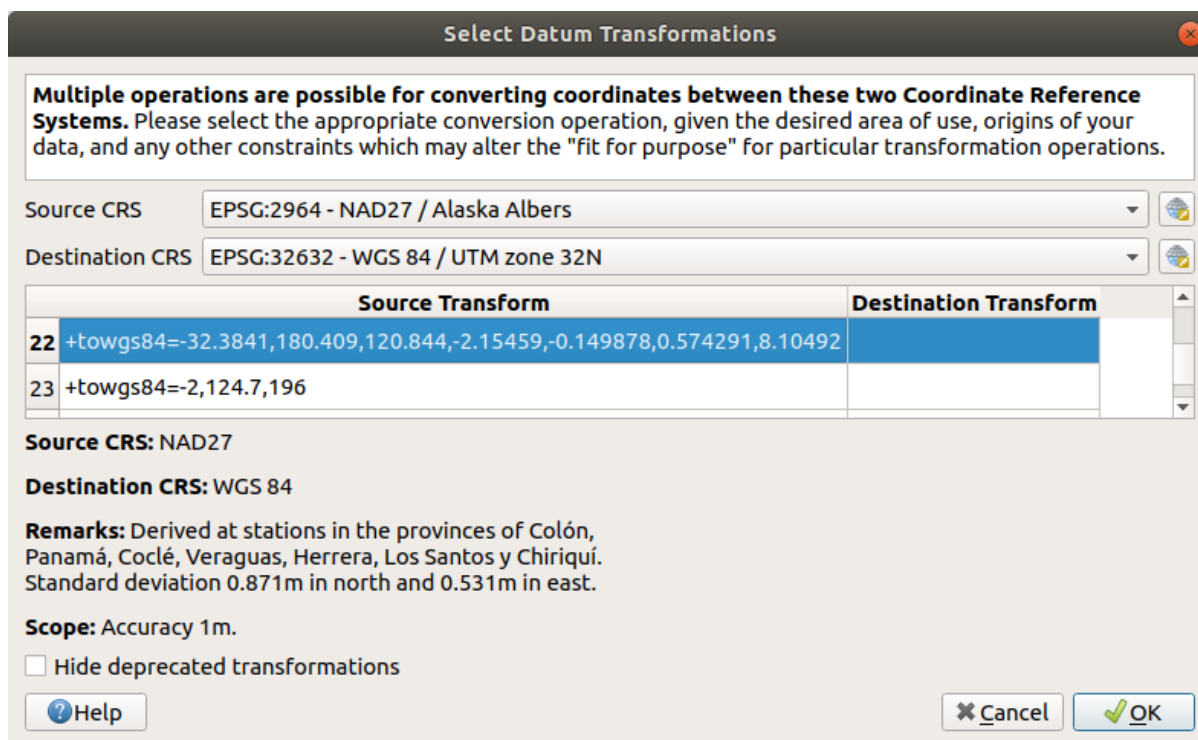 Select Datum Transformations
Multiple operations are possible for converting coordinates between these two Coordinate Reference
Systems. Please select the appropriate conversion operation, given the desired area of use, origins of your
data, and any other constraints which may alter the "fit for purpose" for particular transformation operations.
Source CRS EPSG:2964 - NAD27 / Alaska Albers
Destination CRS EPSG:32632 - WGS 84 / UTM zone 32N
Source Transform Destination Transform
22 +towgs84=-32.3841,180.409,120.844,-2.15459,-0.149878,0.574291,8.10492
23 +towgs84=-2,124.7,196
Source CRS: NAD27
Destination CRS: WGS 84
Remarks: Derived at stations in the provinces of Colón,
Panamá, Coclé, Veraguas, Herrera, Los Santos y Chiriquí.
Standard deviation 0.871m in north and 0.531m in east.
Scope: Accuracy 1m.
Hide deprecated transformations
Help Cancel OK